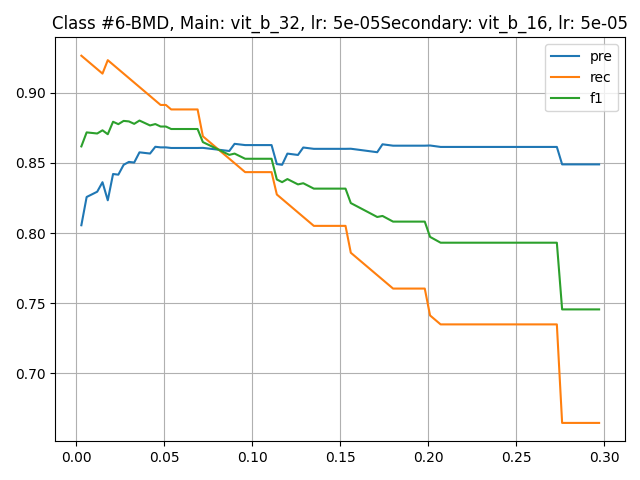 Class #6-BMD, Main: vit_b_32, lr: 5e-05Secondary: vit_b_16, lr: 5e-05
pre
rec
f1
0.90
0.85
0.80
0.75
0.70
0.00 0.05 0.10 0.15 0.20 0.25 0.30